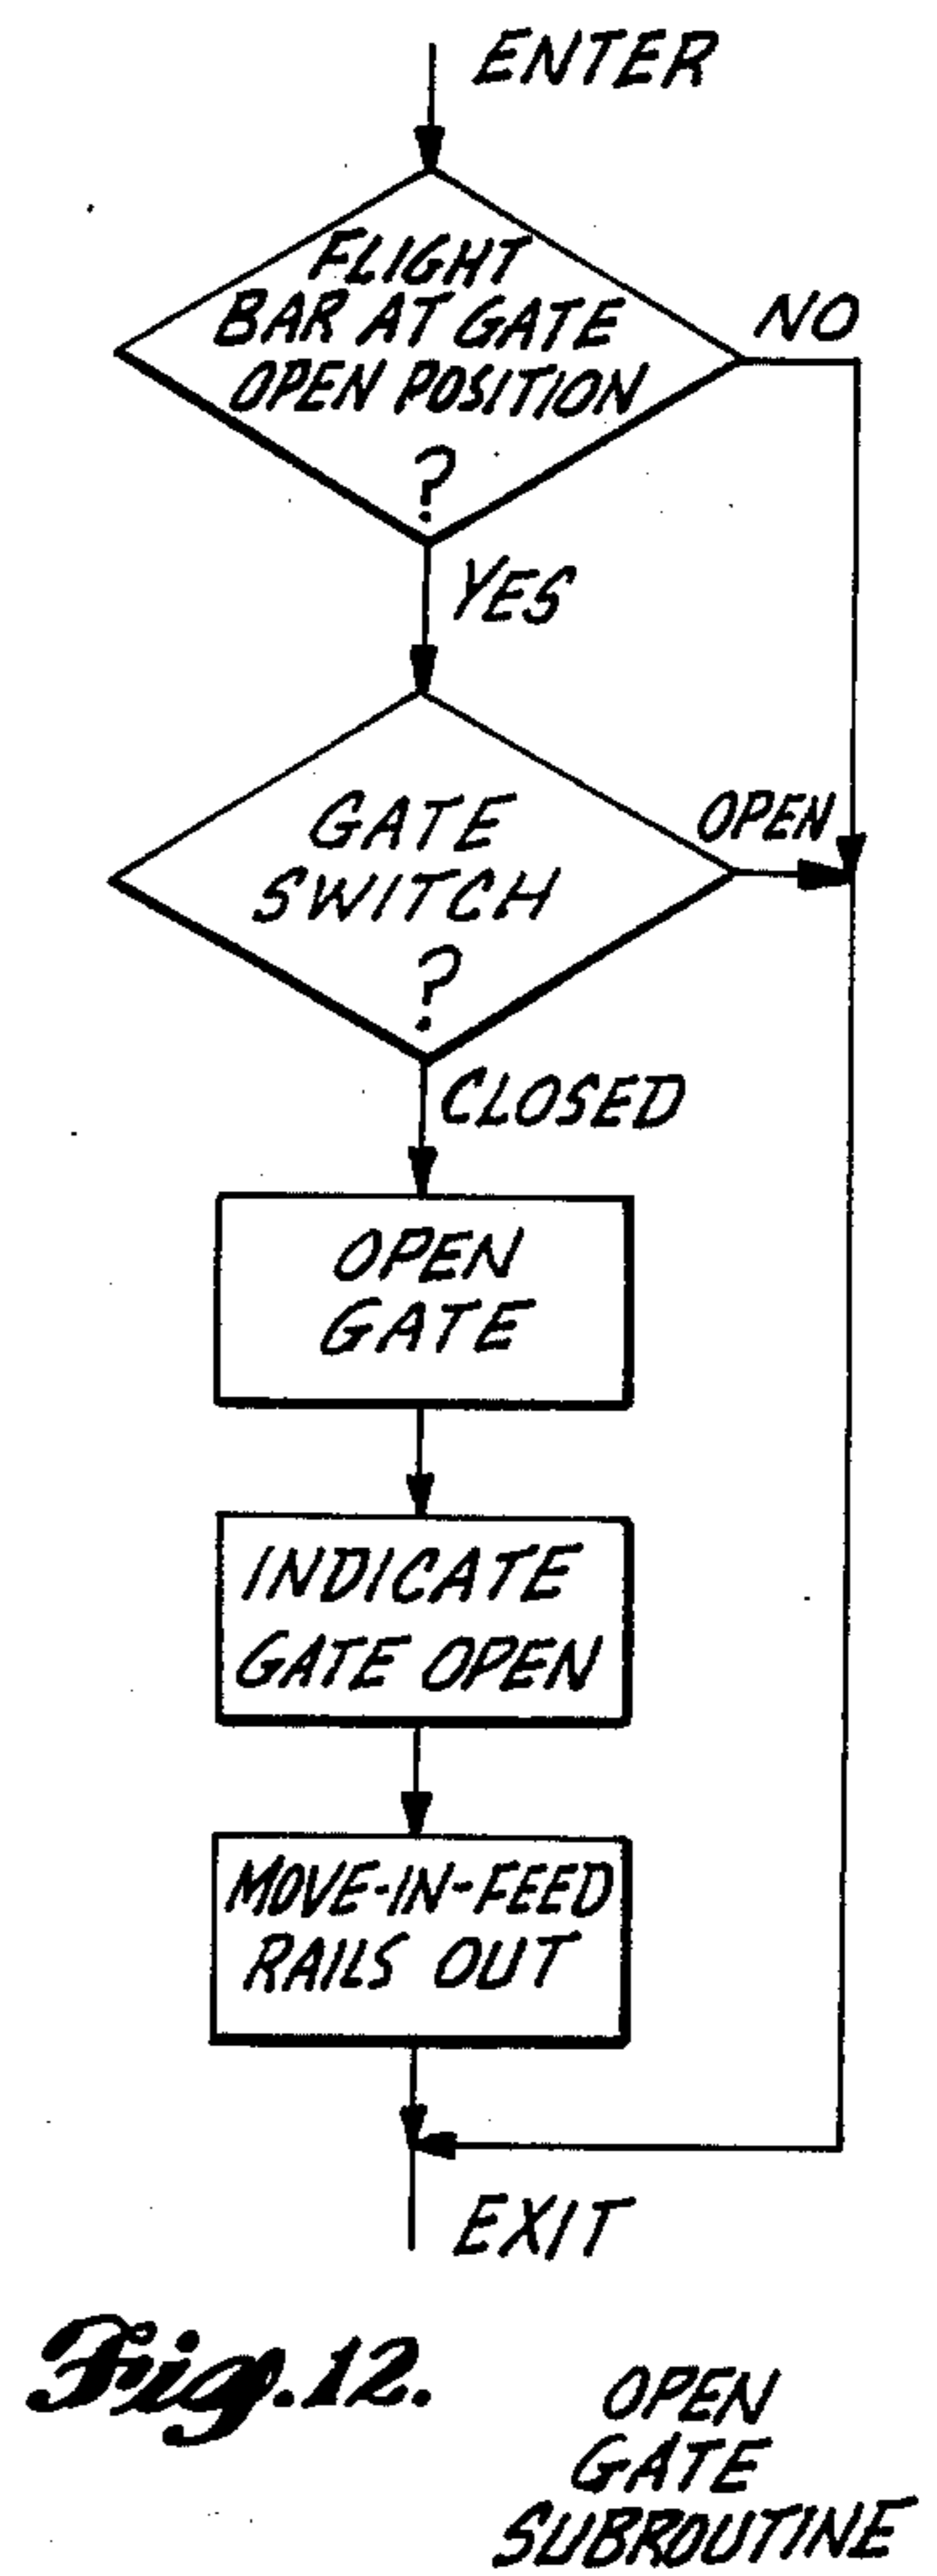 ENTER
FLIGHT
BAR AT GATE
OPEN POSITION
?
NO
YES
GATE
SWITCH
?
OPEN
CLOSED
OPEN
GATE
INDICATE
GATE OPEN
MOVE-IN-FEED
RAILS OUT
EXIT
Fig. 12.
OPEN
GATE
SUBROUTINE